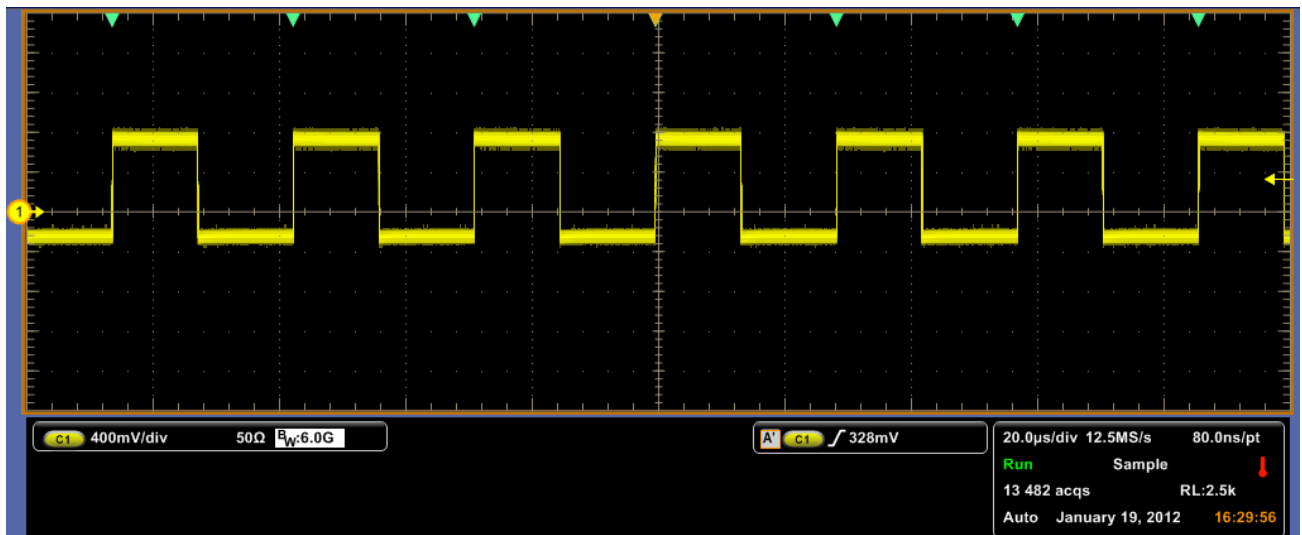 1
C1 400mV/div 50Ω BW:6.0G
A' C1 328mV
20.0µs/div 12.5MS/s 80.0ns/pt
Run Sample
13 482 acqs RL:2.5k
Auto January 19, 2012 16:29:56